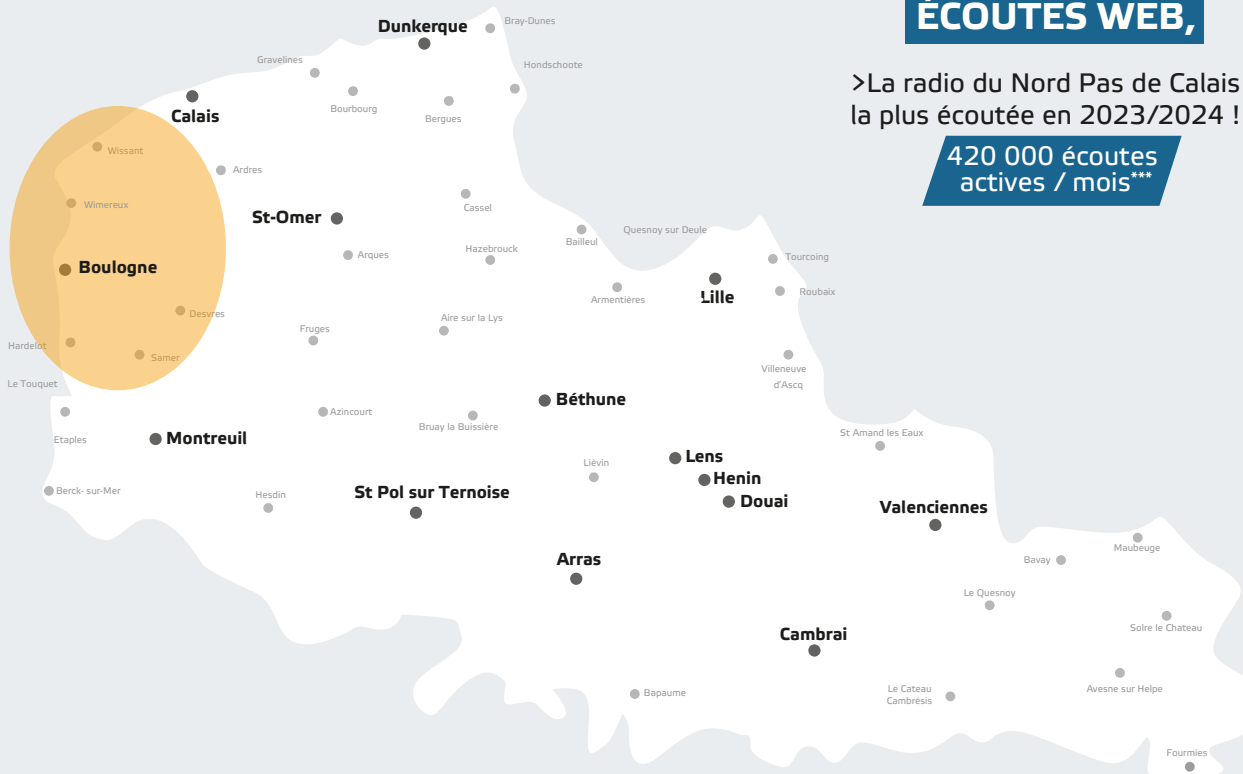 ÉCOUTES WEB,
>La radio du Nord Pas de Calais
la plus écoutée en 2023/2024 !
420 000 écoutes
actives / mois***
Dunkerque
Bray-Dunes
Gravelines
Hondschoote
Calais
Bourbourg
Bergues
Wissant
Ardres
Wimereux
Cassel
St-Omer
Bailleul
Quesnoy sur Deule
Arques
Hazebrouck
Tourcoing
Boulogne
Armentières
Lille
Roubaix
Desvres
Aire sur la Lys
Fruges
Hardelot
Samer
Villeneuve
d'Ascq
Le Touquet
Béthune
Azincourt
Bruay la Buissière
Etaples
Montreuil
St Amand les Eaux
Lens
Liévin
Henin
Berck- sur-Mer
Hesdin
St Pol sur Ternoise
Douai
Valenciennes
Maubeuge
Arras
Bavay
Le Quesnoy
Solre le Chateau
Cambrai
Bapaume
Le Cateau
Cambrésis
Avesne sur Helpe
Fourmies